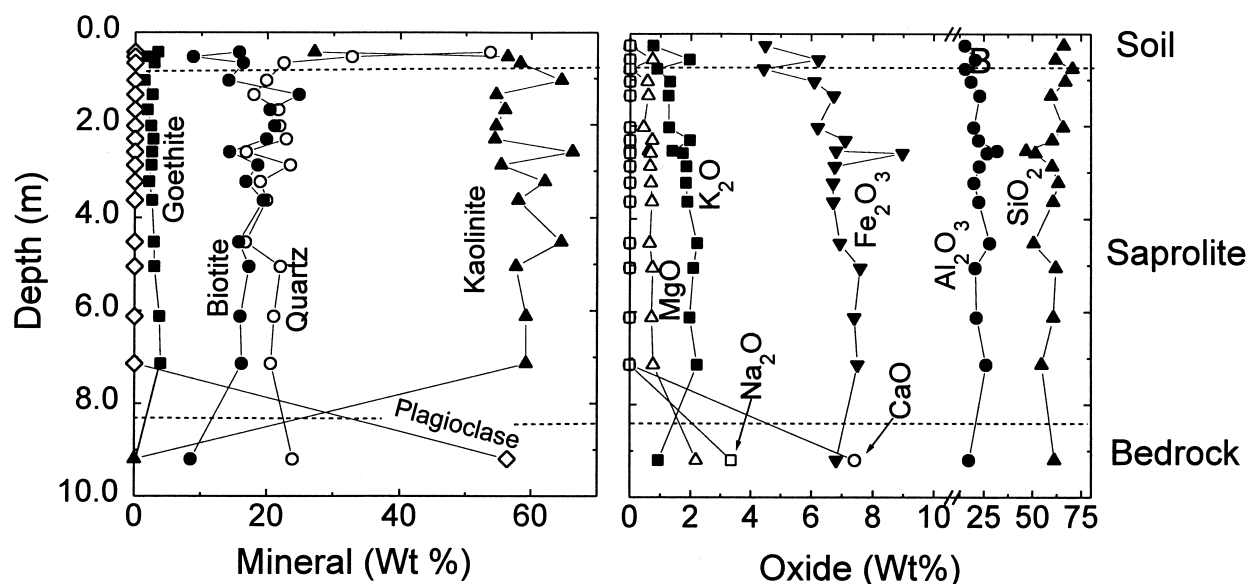 0.0
2.0
4.0
6.0
8.0
10.0
Depth (m)
Goethite
Biotite
Quartz
Kaolinite
Plagioclase
0
20
40
60
Mineral (Wt %)
B
K2O
MgO
Fe2O3
Al2O3
SiO2
Na2O
CaO
0
2
4
6
8
10
25
50
75
Oxide (Wt%)
Soil
Saprolite
Bedrock